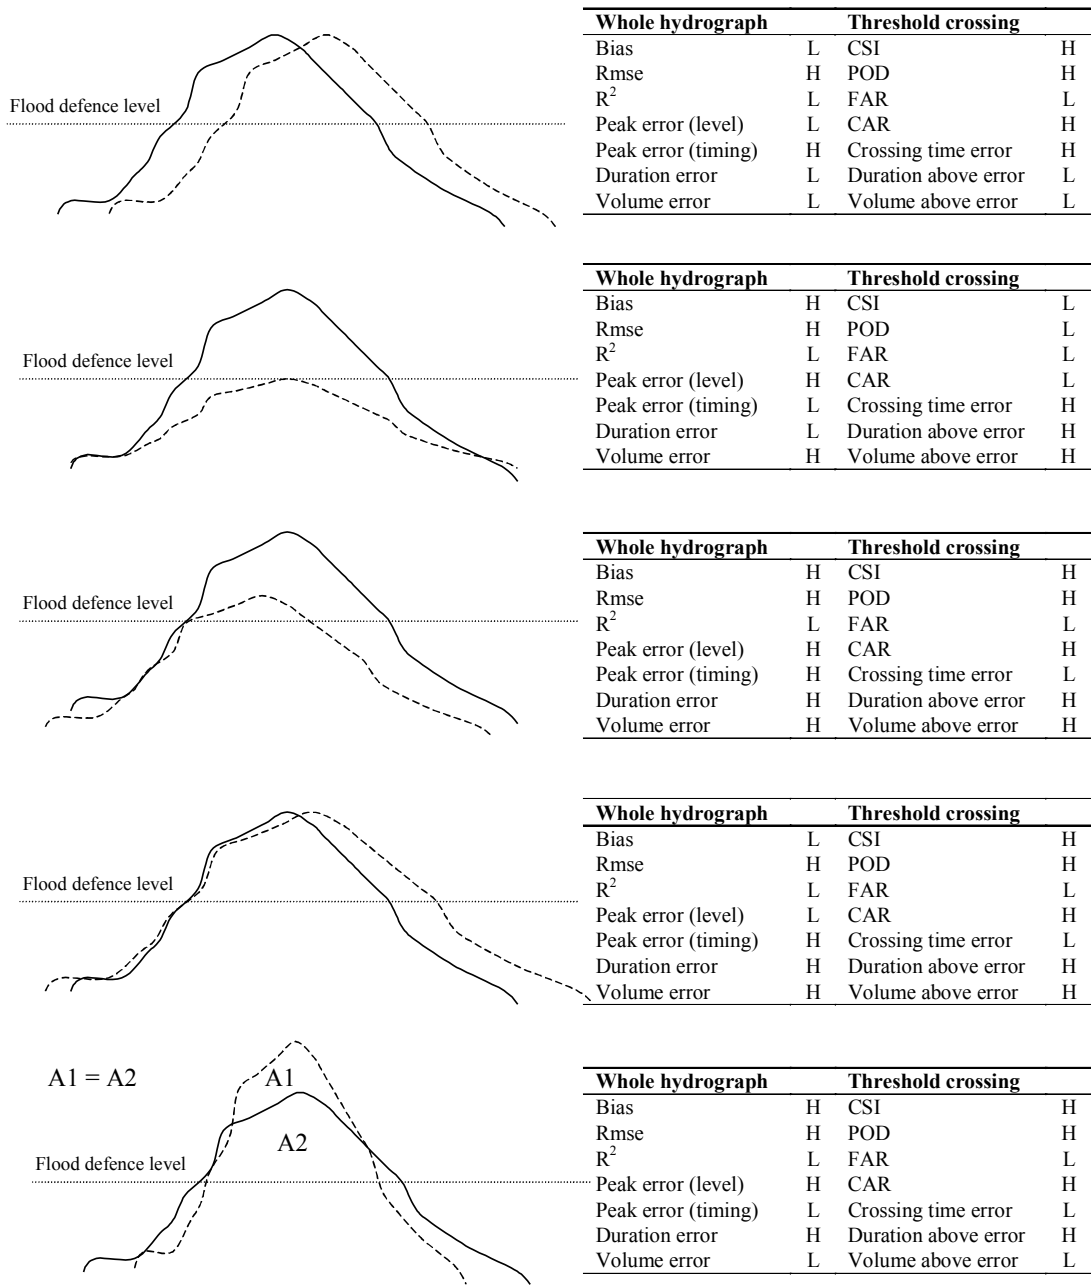 Flood defence level
Whole hydrograph Threshold crossing
Bias L CSI H
Rmse H POD H
R² L FAR L
Peak error (level) L CAR H
Peak error (timing) H Crossing time error H
Duration error L Duration above error L
Volume error L Volume above error L
Flood defence level
Whole hydrograph Threshold crossing
Bias H CSI L
Rmse H POD L
R² L FAR L
Peak error (level) H CAR L
Peak error (timing) L Crossing time error H
Duration error L Duration above error H
Volume error H Volume above error H
Flood defence level
Whole hydrograph Threshold crossing
Bias H CSI H
Rmse H POD H
R² L FAR L
Peak error (level) H CAR H
Peak error (timing) H Crossing time error L
Duration error H Duration above error H
Volume error H Volume above error H
Flood defence level
Whole hydrograph Threshold crossing
Bias L CSI H
Rmse H POD H
R² L FAR L
Peak error (level) L CAR H
Peak error (timing) H Crossing time error L
Duration error H Duration above error H
Volume error H Volume above error H
A1 = A2
A1
A2
Flood defence level
Whole hydrograph Threshold crossing
Bias H CSI H
Rmse H POD H
R² L FAR L
Peak error (level) H CAR H
Peak error (timing) L Crossing time error L
Duration error H Duration above error H
Volume error L Volume above error L